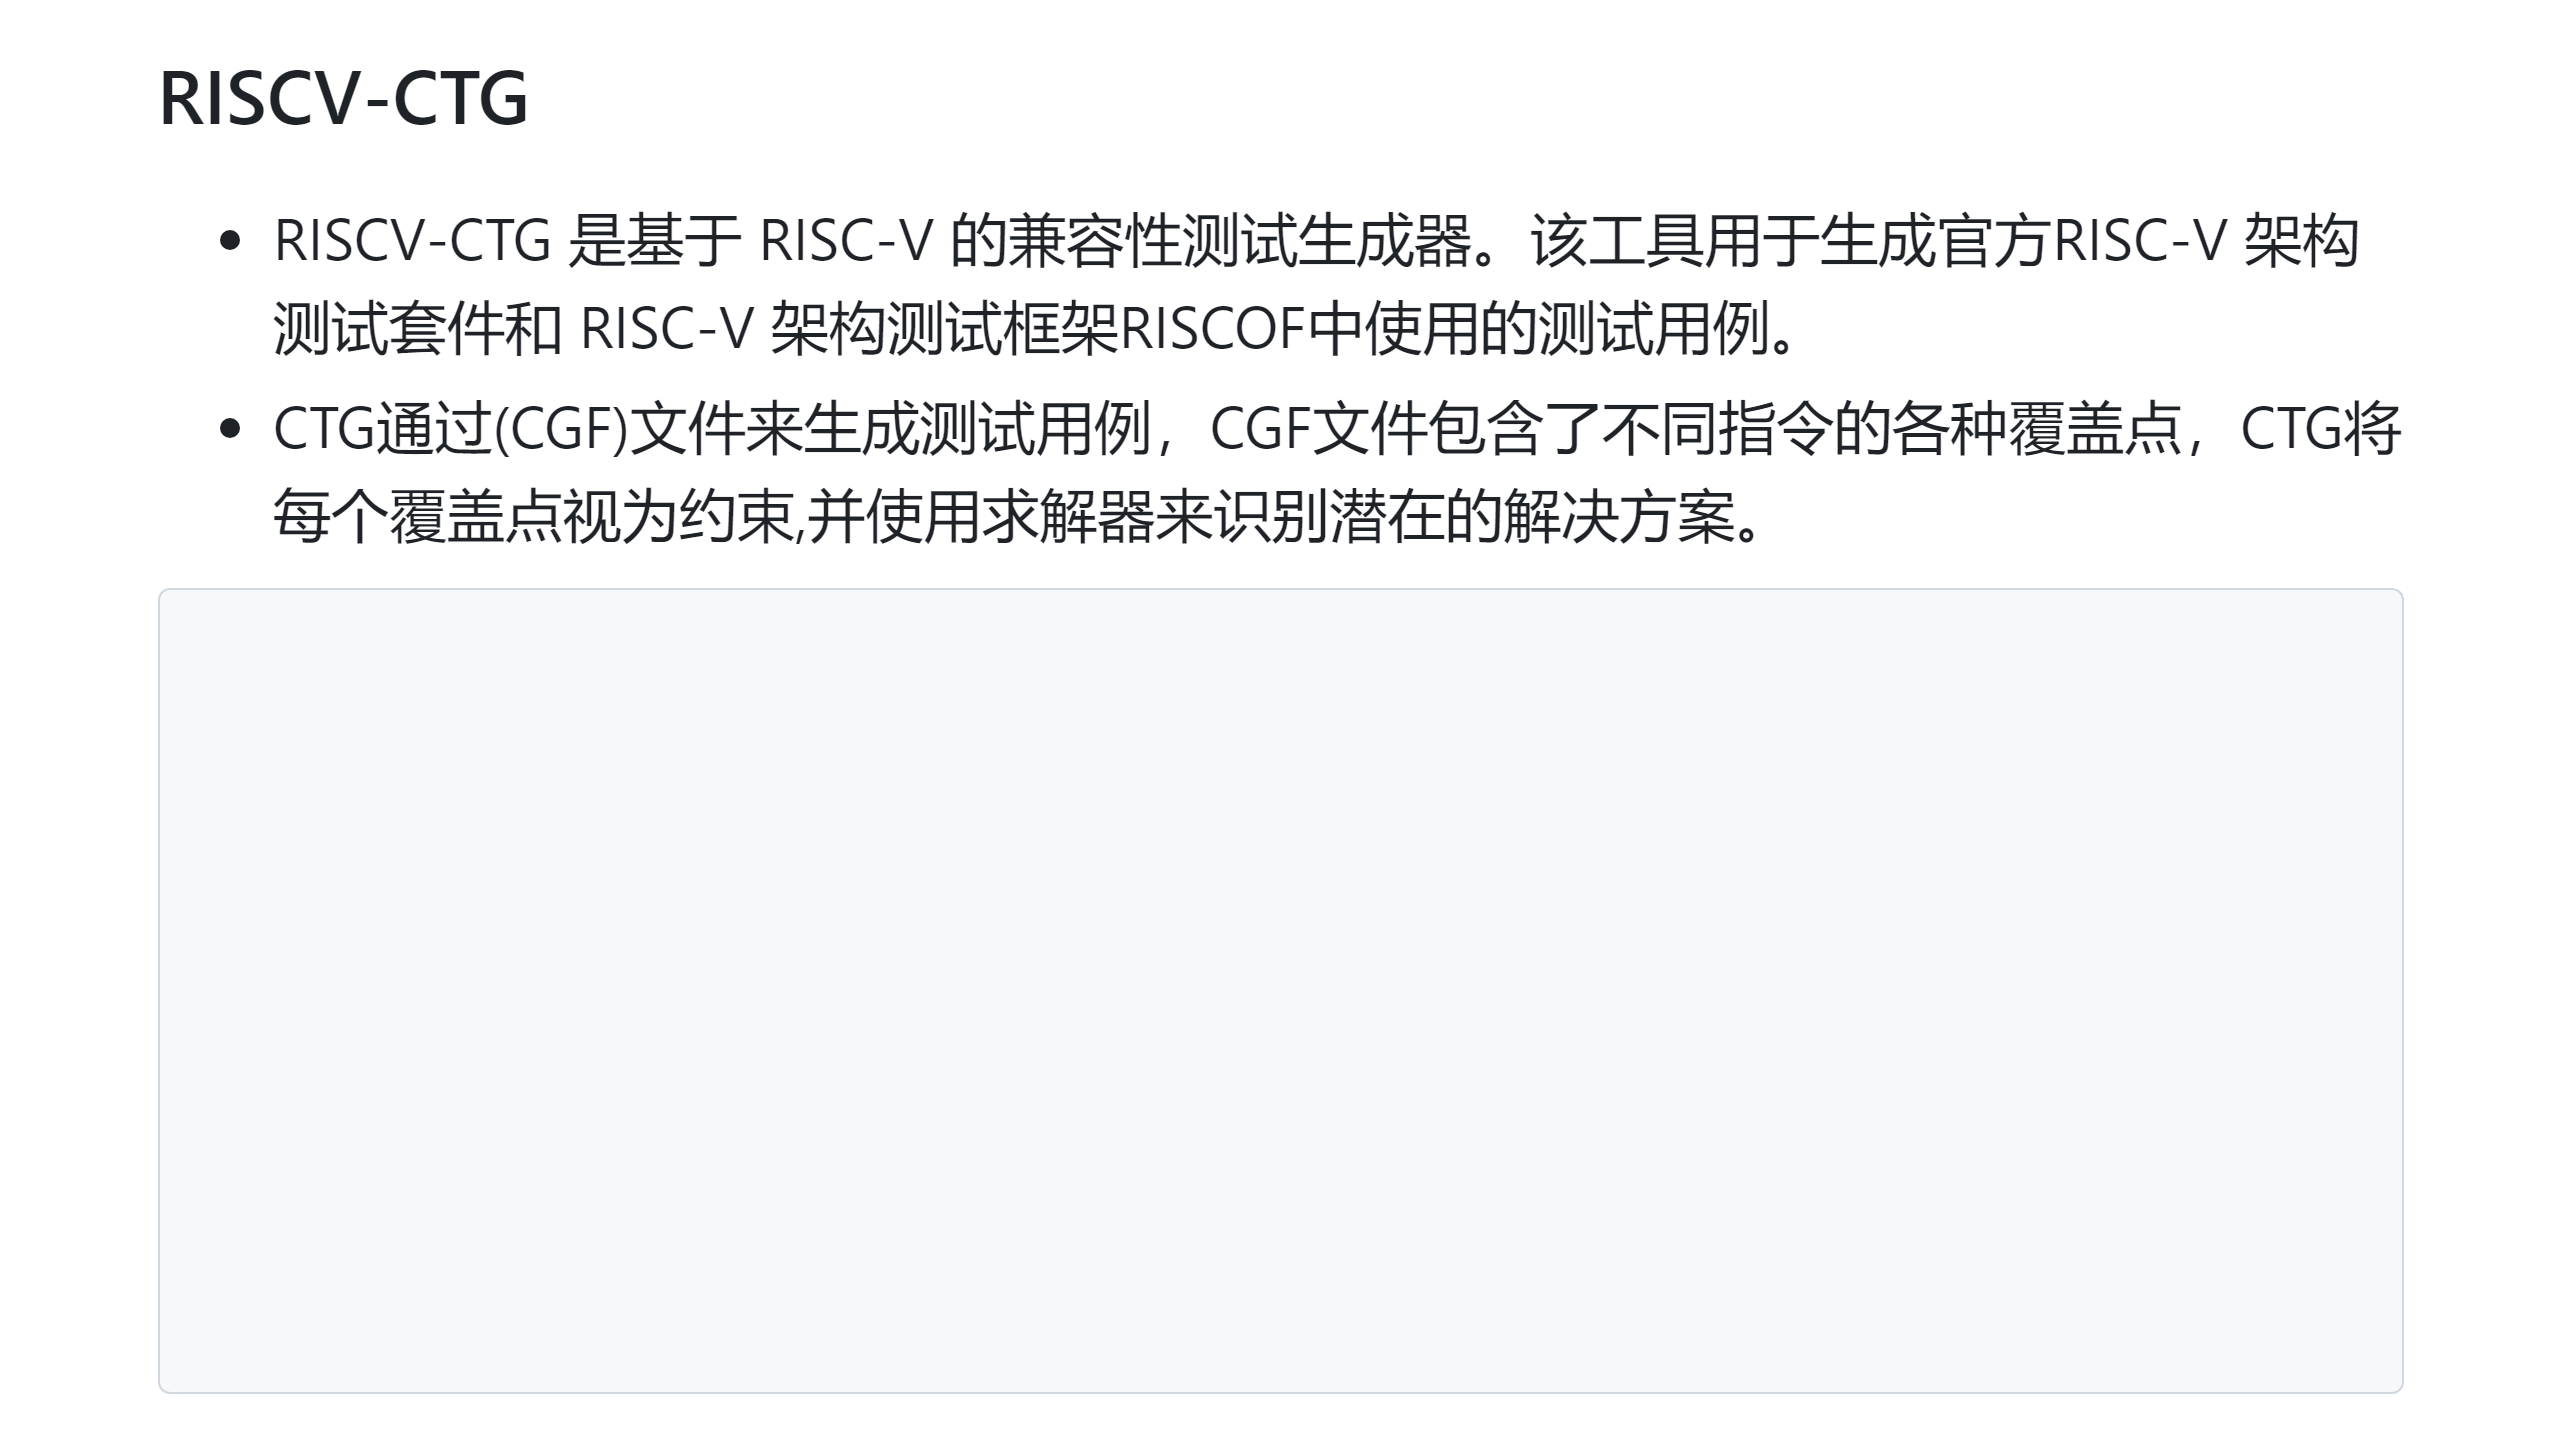 RISCV-CTG
RISCV-CTG 是基于 RISC-V 的兼容性测试生成器。该工具用于生成官方RISC-V 架构
测试套件和 RISC-V 架构测试框架RISCOF中使用的测试用例。
CTG通过(CGF)文件来生成测试用例，CGF文件包含了不同指令的各种覆盖点，CTG将
每个覆盖点视为约束,并使用求解器来识别潜在的解决方案。